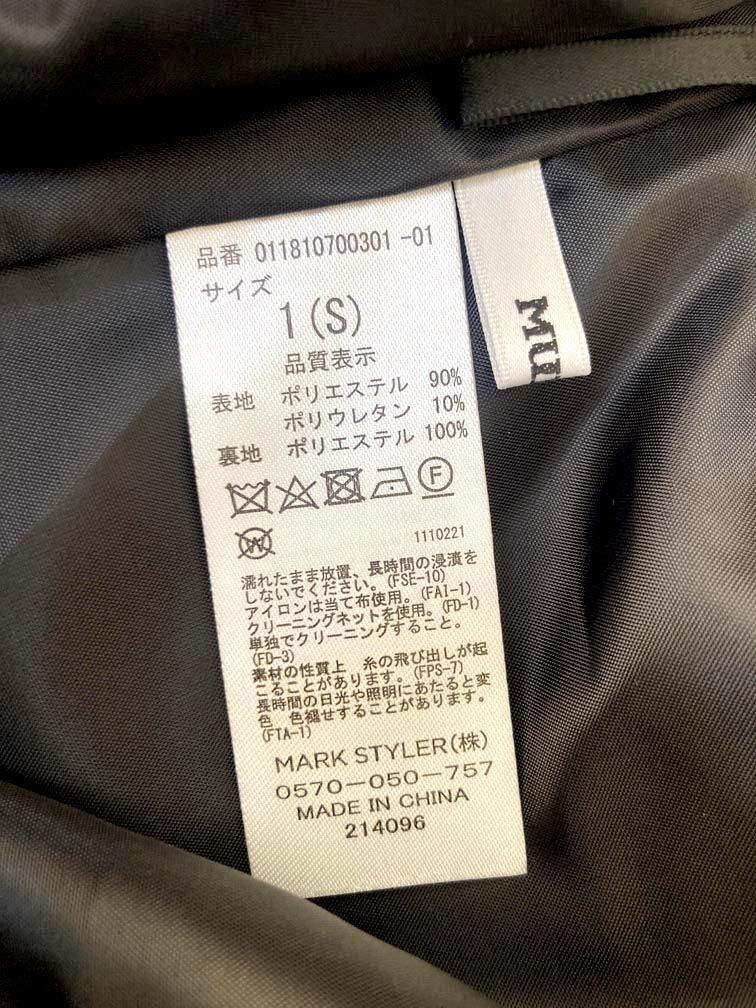 品番 011810700301 -01
サイズ
1(S)
品質表示
表地 ポリエステル 90%
ポリウレタン 10%
裏地 ポリエステル 100%
F
W
1110221
濡れたまま放置、長時間の浸漬を
しないでください。(FSE-10)
アイロンは当て布使用。(FAI-1)
クリーニングネットを使用。(FD-1)
単独でクリーニングすること。
(FD-3)
素材の性質上 糸の飛び出しが起
こることがあります。(FPS-7)
長時間の日光や照明にあたると変
色 色褪せすることがあります。
(FTA-1)
MARK STYLER(株)
0570-050-757
MADE IN CHINA
214096